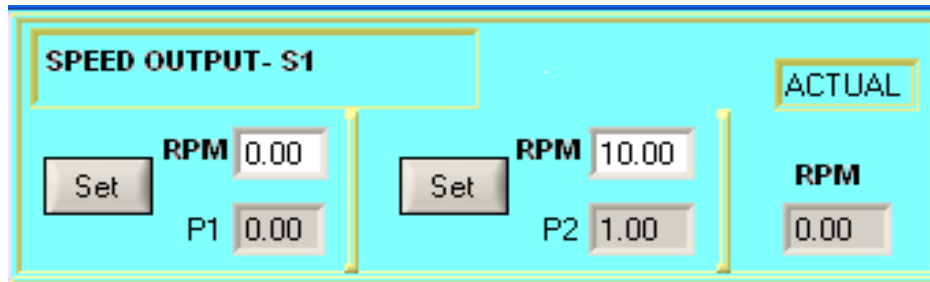 SPEED OUTPUT- S1
ACTUAL
RPM 0.00
Set
P1 0.00
RPM 10.00
Set
P2 1.00
RPM
0.00